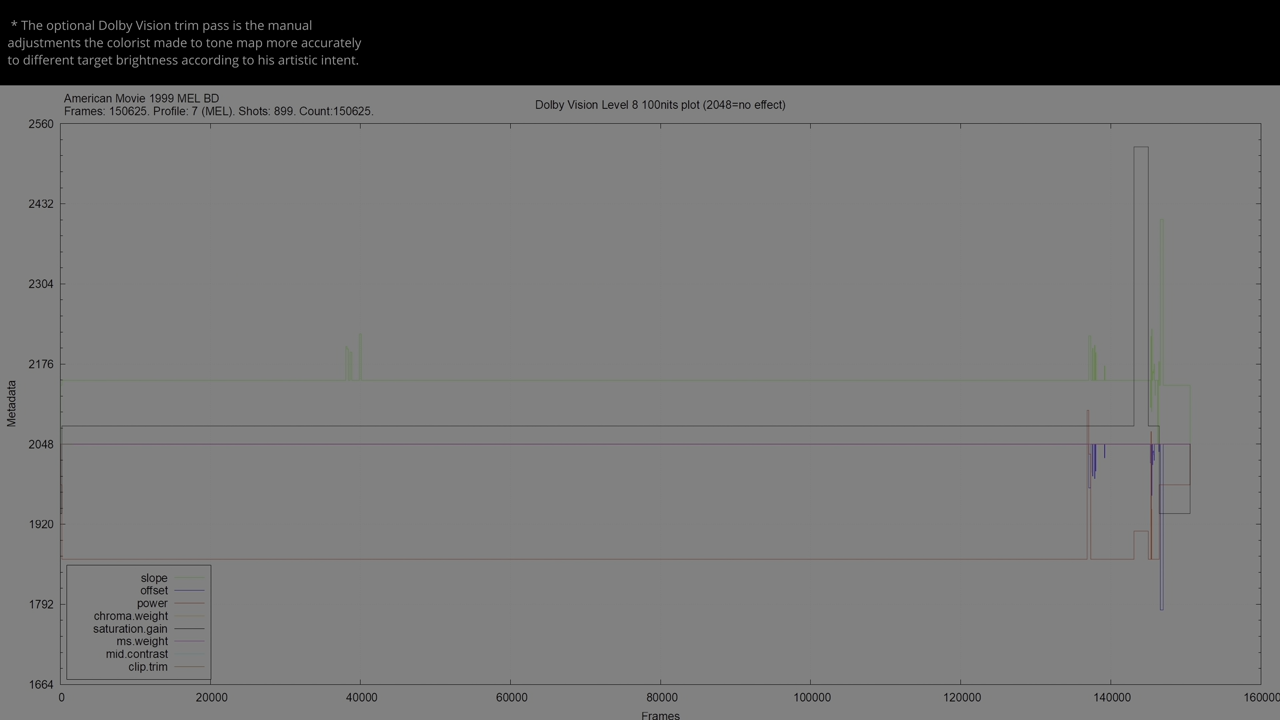 * The optional Dolby Vision trim pass is the manual
adjustments the colorist made to tone map more accurately
to different target brightness according to his artistic intent.
American Movie 1999 MEL BD
Frames: 150625. Profile: 7 (MEL). Shots: 899. Count:150625.
Dolby Vision Level 8 100nits plot (2048=no effect)
2560
2432
2304
2176
2048
1920
1792
1664
Metadata
slope
offset
power
chroma.weight
saturation.gain
ms.weight
mid.contrast
clip.trim
0 20000 40000 60000 80000 100000 120000 140000 160000
Frames